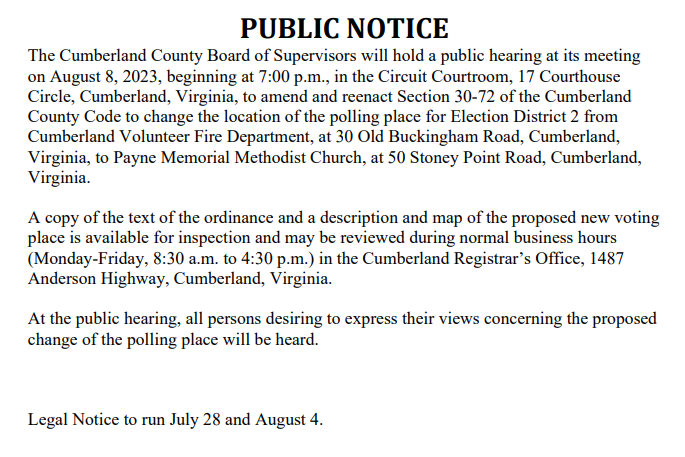 PUBLIC NOTICE
The Cumberland County Board of Supervisors will hold a public hearing at its meeting
on August 8, 2023, beginning at 7:00 p.m., in the Circuit Courtroom, 17 Courthouse
Circle, Cumberland, Virginia, to amend and reenact Section 30-72 of the Cumberland
County Code to change the location of the polling place for Election District 2 from
Cumberland Volunteer Fire Department, at 30 Old Buckingham Road, Cumberland,
Virginia, to Payne Memorial Methodist Church, at 50 Stoney Point Road, Cumberland,
Virginia.
A copy of the text of the ordinance and a description and map of the proposed new voting
place is available for inspection and may be reviewed during normal business hours
(Monday-Friday, 8:30 a.m. to 4:30 p.m.) in the Cumberland Registrar’s Office, 1487
Anderson Highway, Cumberland, Virginia.
At the public hearing, all persons desiring to express their views concerning the proposed
change of the polling place will be heard.
Legal Notice to run July 28 and August 4.